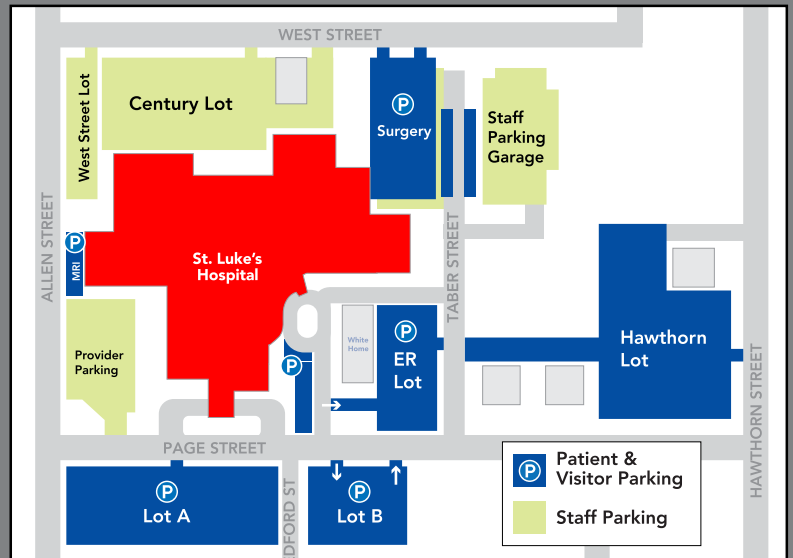 WEST STREET
West Street Lot
Century Lot
P
Surgery
Staff
Parking
Garage
ALLEN STREET
P
MRI
St. Luke's
Hospital
TABER STREET
Provider
Parking
White
Home
P
ER
Lot
P
Hawthorn
Lot
HAWTHORN STREET
PAGE STREET
P
Lot A
DFORD ST
P
Lot B
P
Patient &
Visitor Parking
Staff Parking